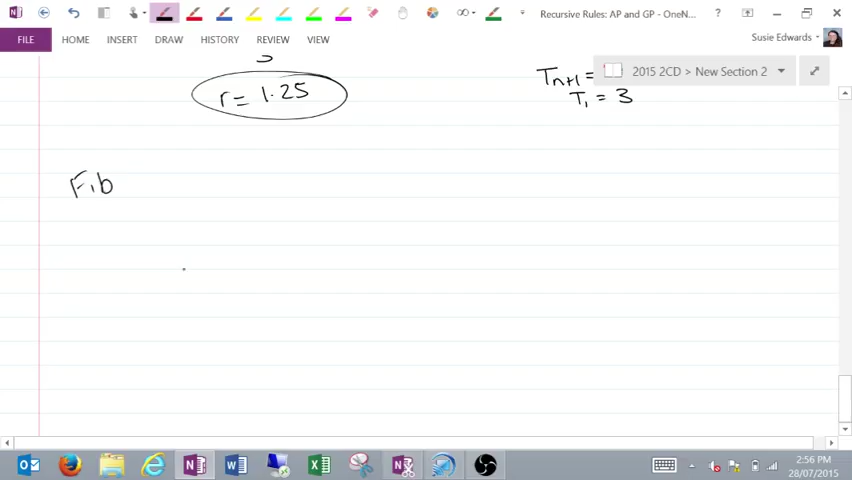 Recursive Rules: AP and GP - OneN...
Susie Edwards
FILE HOME INSERT DRAW HISTORY REVIEW VIEW
2015 2CD > New Section 2
r = 1.25
Tn+1 =
T1 = 3
Fib
2:56 PM
28/07/2015